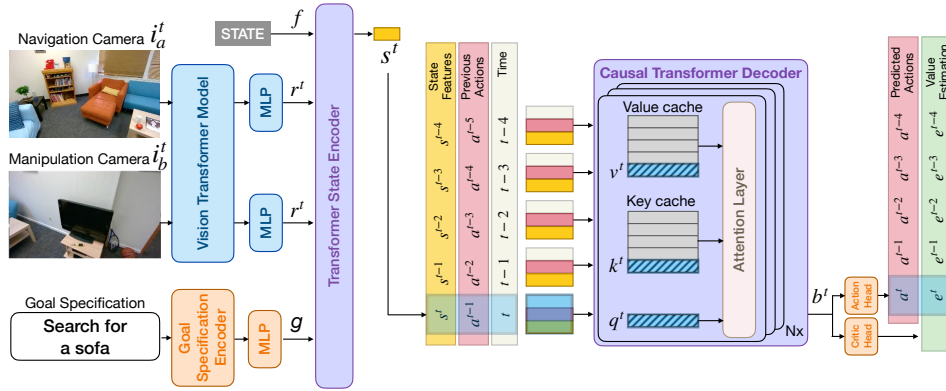 Navigation Camera i_a^t
Manipulation Camera i_b^t
Goal Specification
Search for
a sofa
Vision Transformer Model
Goal
Specification
Encoder
MLP
MLP
MLP
STATE
f
r^t
r^t
g
Transformer State Encoder
s^t
State
Features
Previous
Actions
Time
s^{t-4} a^{t-5} t-4
s^{t-3} a^{t-4} t-3
s^{t-2} a^{t-3} t-2
s^{t-1} a^{t-2} t-1
s^t a^{t-1} t
Causal Transformer Decoder
Value cache
v^t
Key cache
k^t
q^t
Attention Layer
Nx
b^t
Action
Head
Critic
Head
Predicted
Actions
Value
Estimation
a^{t-4} e^{t-4}
a^{t-3} e^{t-3}
a^{t-2} e^{t-2}
a^{t-1} e^{t-1}
a^t e^t